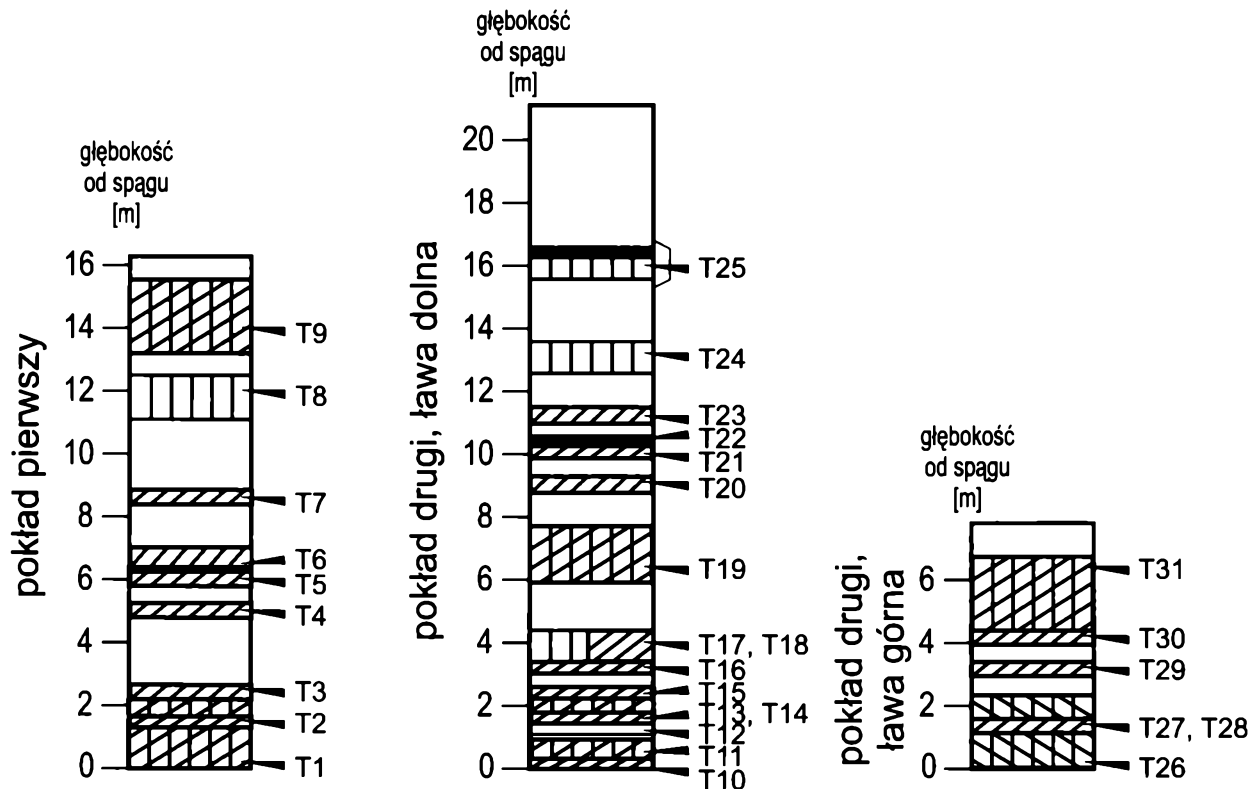 głębokość
od spągu
[m]
16
14
12
10
8
6
4
2
0
pokład pierwszy
T9
T8
T7
T6
T5
T4
T3
T2
T1
głębokość
od spągu
[m]
20
18
16
14
12
10
8
6
4
2
0
pokład drugi, ława dolna
T25
T24
T23
T22
T21
T20
T19
T17, T18
T16
T15
T13, T14
T12
T11
T10
głębokość
od spągu
[m]
6
4
2
0
pokład drugi,
ława górna
T31
T30
T29
T27, T28
T26